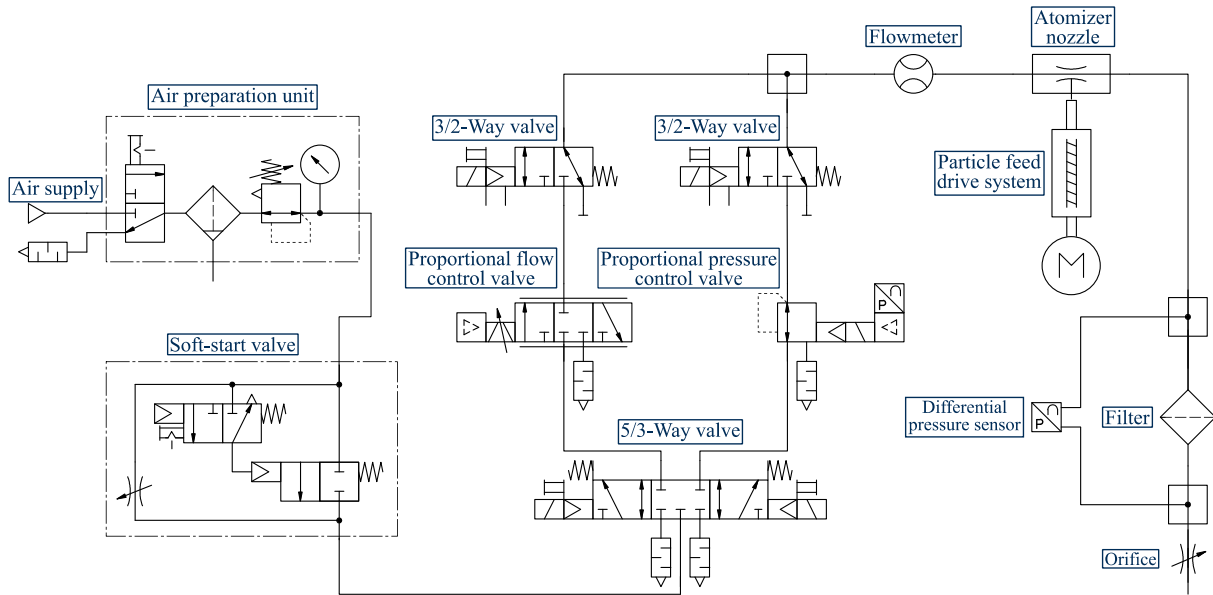 Flowmeter
Atomizer
nozzle
Air preparation unit
3/2-Way valve
3/2-Way valve
Particle feed
drive system
Air supply
M
Proportional flow
control valve
Proportional pressure
control valve
P
Soft-start valve
5/3-Way valve
Differential
pressure sensor
P
Filter
Orifice